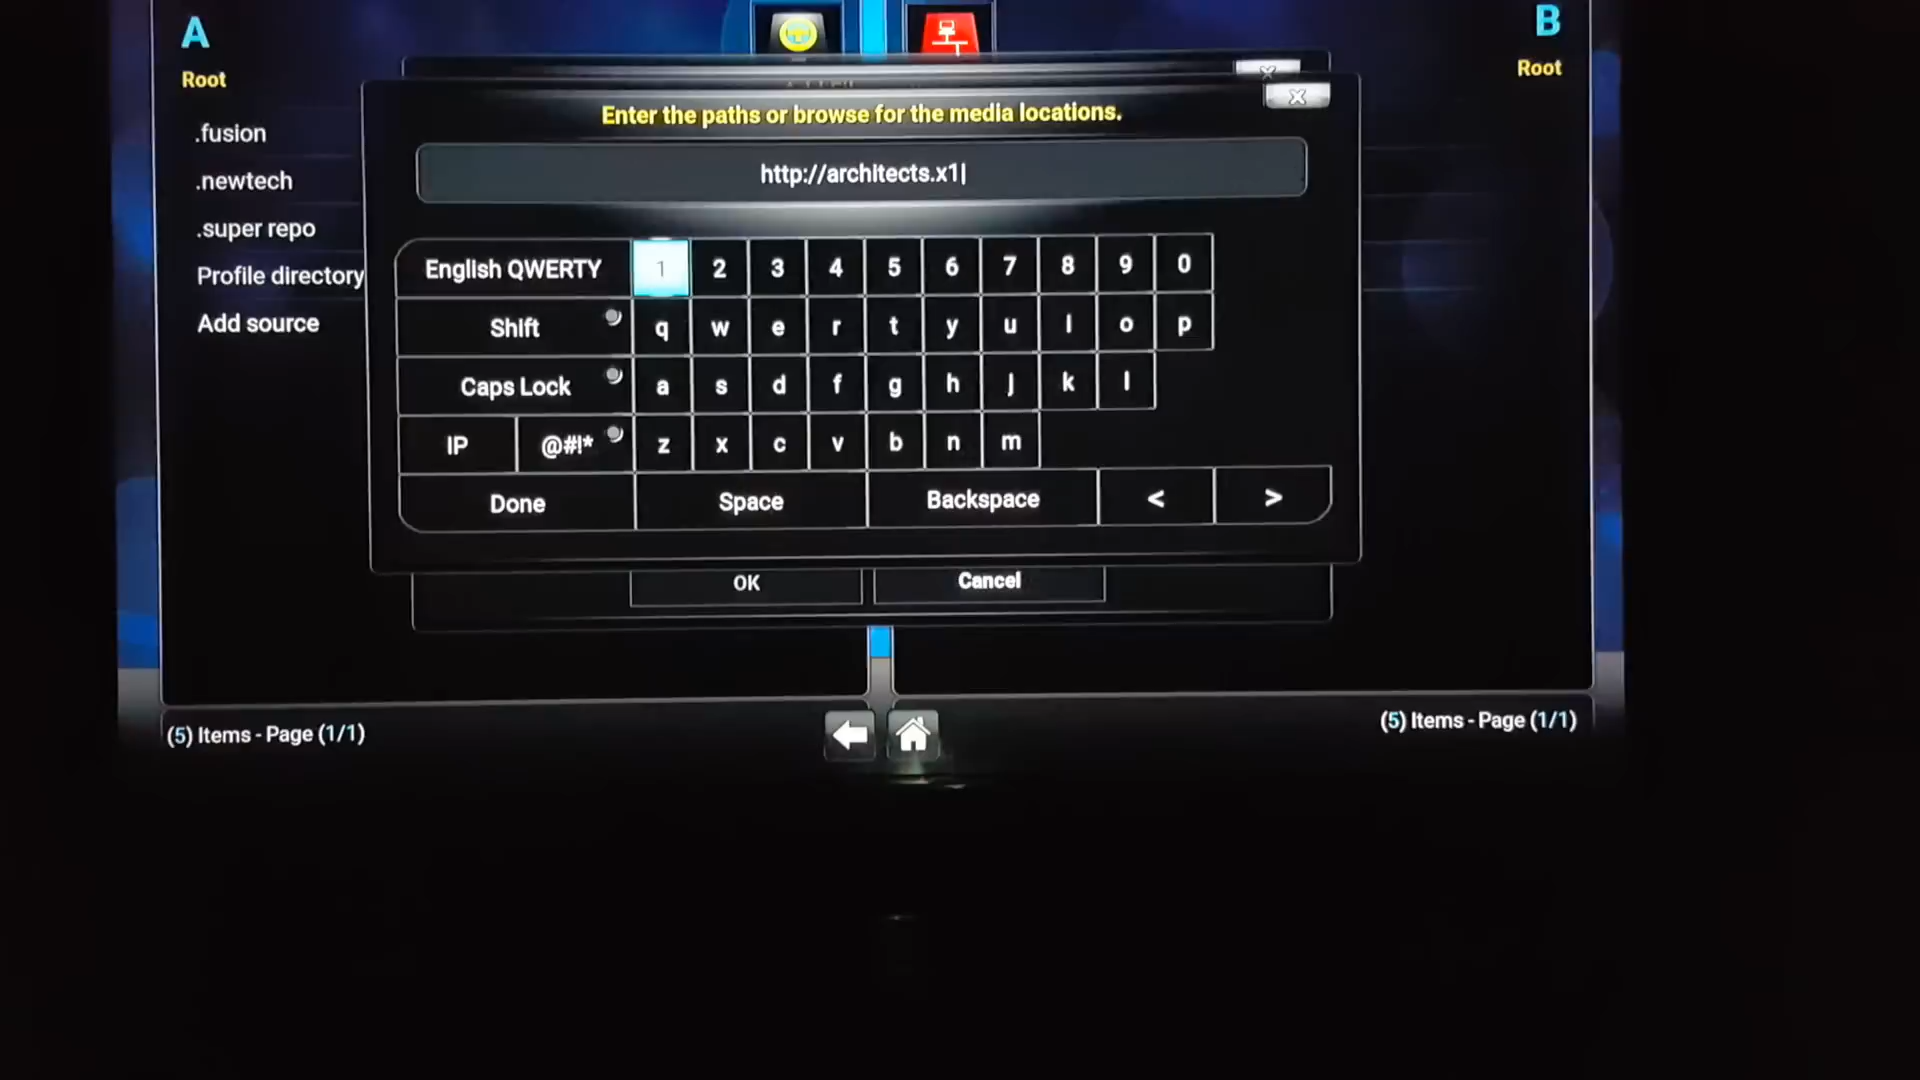 A
B
Root
Root
.fusion
.newtech
.super repo
Profile directory
Add source
Enter the paths or browse for the media locations.
http://architects.x1
English QWERTY 1 2 3 4 5 6 7 8 9 0
Shift q w e r t y u I o p
Caps Lock a s d f g h j k l
IP @#!* z x c v b n m
Done Space Backspace < >
OK Cancel
(5) Items - Page (1/1)
(5) Items - Page (1/1)